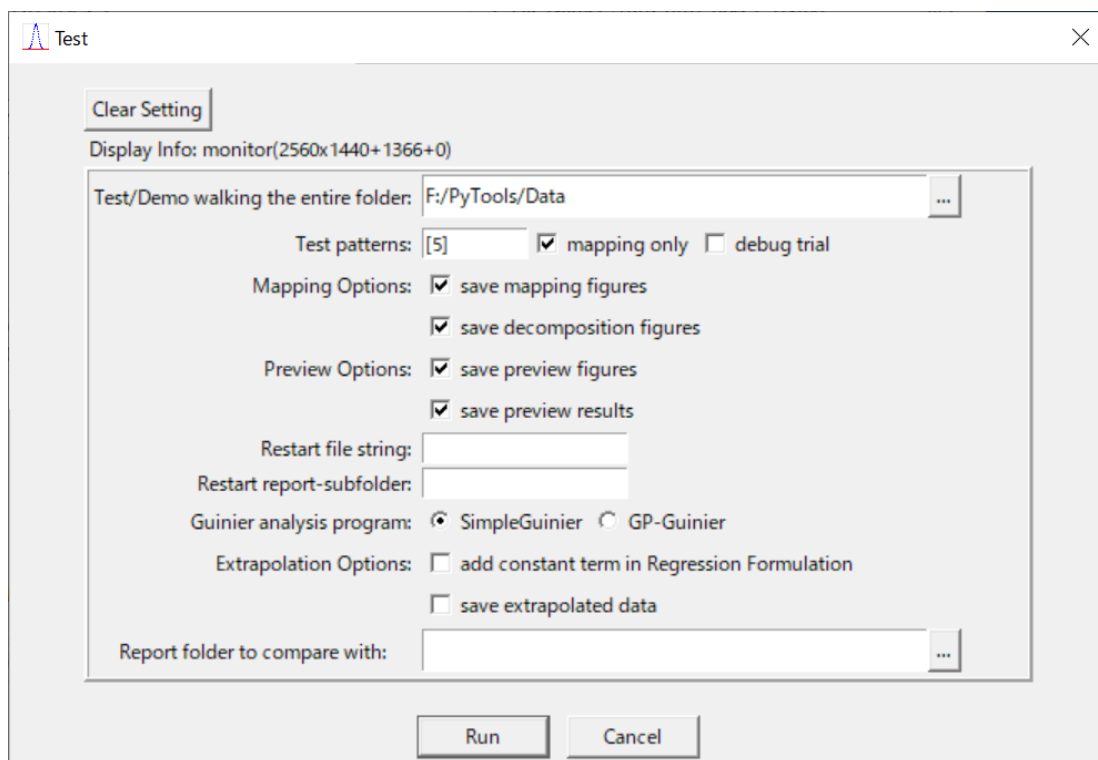 Test
Clear Setting
Display Info: monitor(2560x1440+1366+0)
Test/Demo walking the entire folder: F:/PyTools/Data ...
Test patterns: [5] mapping only debug trial
Mapping Options: save mapping figures
save decomposition figures
Preview Options: save preview figures
save preview results
Restart file string:
Restart report-subfolder:
Guinier analysis program: SimpleGuinier GP-Guinier
Extrapolation Options: add constant term in Regression Formulation
save extrapolated data
Report folder to compare with: ...
Run Cancel